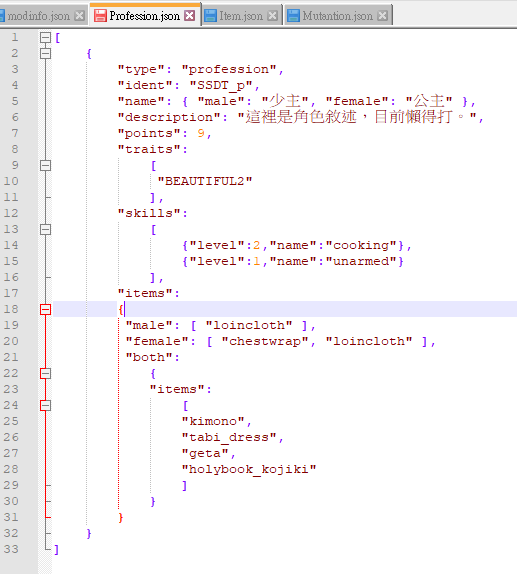 modinfo.json Profession.json Item.json Mutantion.json
1 [
2 {
3 "type": "profession",
4 "ident": "SSDT_p",
5 "name": { "male": "少主", "female": "公主" },
6 "description": "這裡是角色敘述，目前懶得打。",
7 "points": 9,
8 "traits":
9 [
10 "BEAUTIFUL2"
11 ],
12 "skills":
13 [
14 {"level":2,"name":"cooking"},
15 {"level":1,"name":"unarmed"}
16 ],
17 "items":
18 {
19 "male": [ "loincloth" ],
20 "female": [ "chestwrap", "loincloth" ],
21 "both":
22 {
23 "items":
24 [
25 "kimono",
26 "tabi_dress",
27 "geta",
28 "holybook_kojiki"
29 ]
30 }
31 }
32 }
33 ]